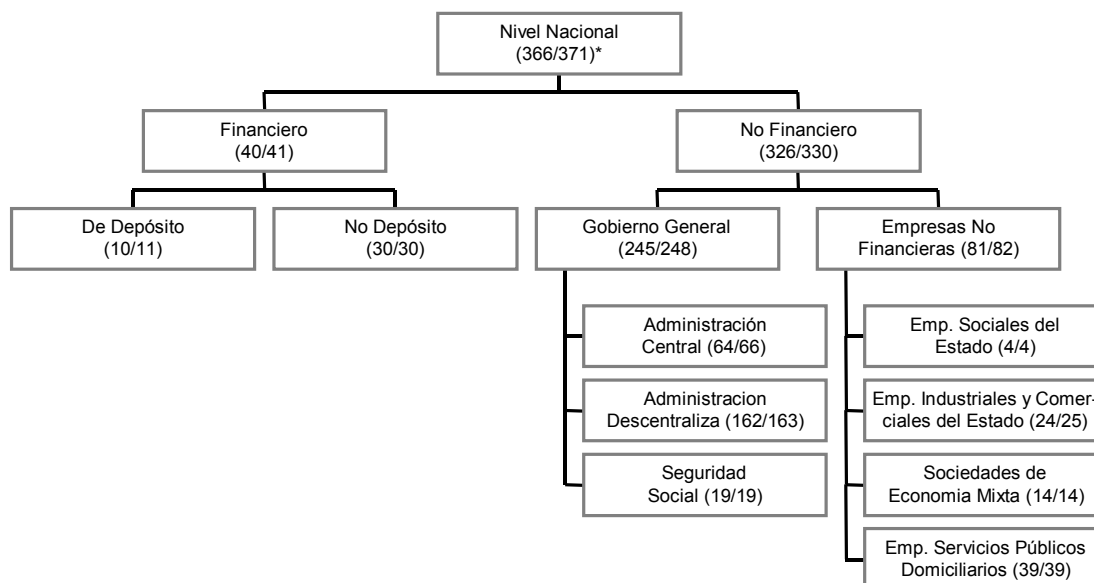 Nivel Nacional
(366/371)*
Financiero
(40/41)
No Financiero
(326/330)
De Depósito
(10/11)
No Depósito
(30/30)
Gobierno General
(245/248)
Empresas No
Financieras (81/82)
Administración
Central (64/66)
Administracion
Descentraliza (162/163)
Seguridad
Social (19/19)
Emp. Sociales del
Estado (4/4)
Emp. Industriales y Comer-
ciales del Estado (24/25)
Sociedades de
Economia Mixta (14/14)
Emp. Servicios Públicos
Domiciliarios (39/39)